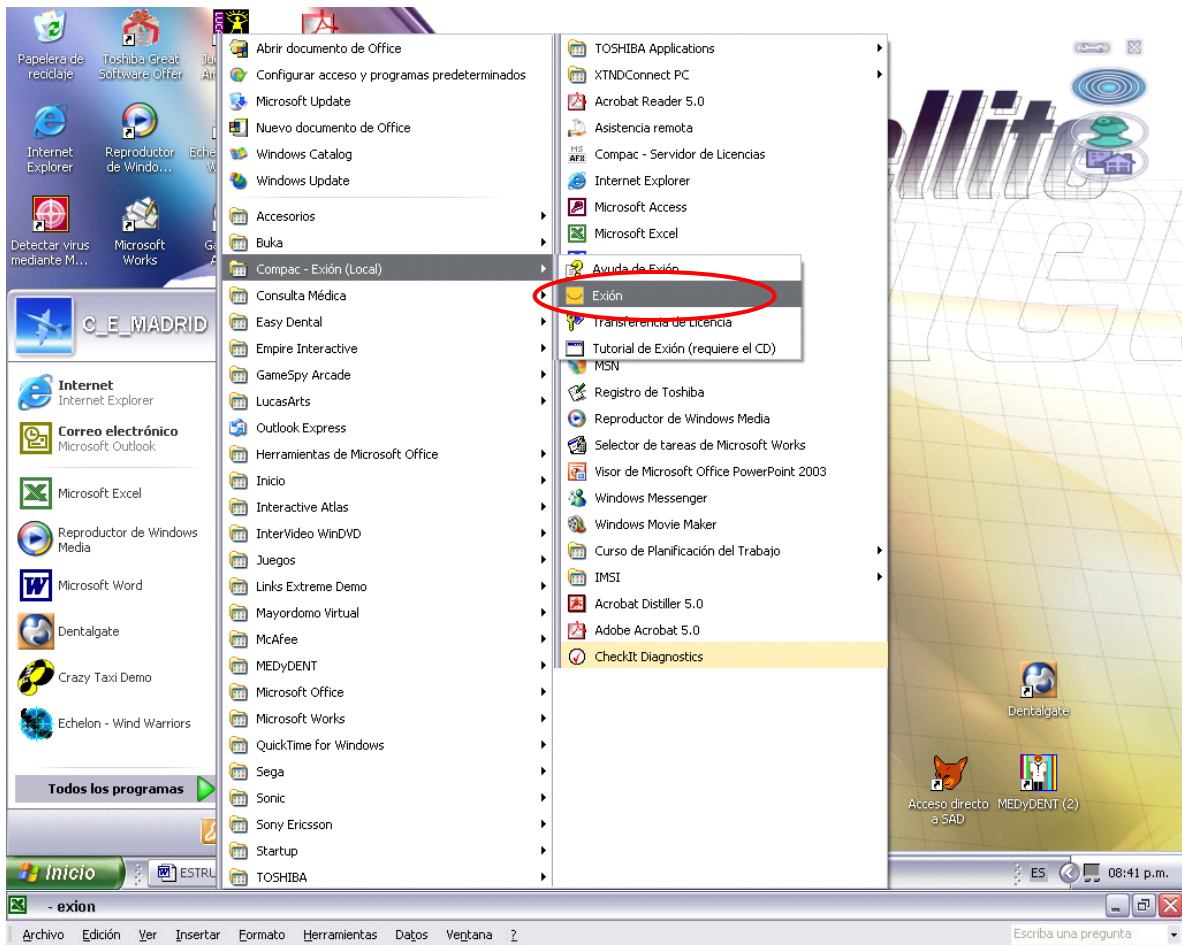 Papelera de reciclaje
Toshiba Great Software Offer
Internet Explorer
Reproductor de Windo...
Detectar virus mediante M...
Microsoft Works
C_E_MADRID
Internet
Internet Explorer
Correo electrónico
Microsoft Outlook
Microsoft Excel
Reproductor de Windows Media
Microsoft Word
Dentalgate
Crazy Taxi Demo
Echelon - Wind Warriors
Todos los programas
Abrir documento de Office
Configurar acceso y programas predeterminados
Microsoft Update
Nuevo documento de Office
Windows Catalog
Windows Update
Accesorios
Buka
Compac - Exión (Local)
Consulta Médica
Easy Dental
Empire Interactive
GameSpy Arcade
LucasArts
Outlook Express
Herramientas de Microsoft Office
Inicio
Interactive Atlas
InterVideo WinDVD
Juegos
Links Extreme Demo
Mayordomo Virtual
McAfee
MEDyDENT
Microsoft Office
Microsoft Works
QuickTime for Windows
Sega
Sonic
Sony Ericsson
Startup
TOSHIBA
TOSHIBA Applications
XTNDConnect PC
Acrobat Reader 5.0
Asistencia remota
Compac - Servidor de Licencias
Internet Explorer
Microsoft Access
Microsoft Excel
Ayuda de Exión
Exión
Transferencia de Licencia
Tutorial de Exión (requiere el CD)
MSN
Registro de Toshiba
Reproductor de Windows Media
Selector de tareas de Microsoft Works
Visor de Microsoft Office PowerPoint 2003
Windows Messenger
Windows Movie Maker
Curso de Planificación del Trabajo
IMSI
Acrobat Distiller 5.0
Adobe Acrobat 5.0
CheckIt Diagnostics
Dentalgate
Acceso directo a SAD
MEDyDENT (2)
Inicio
ESTRU
ES
08:41 p.m.
- exion
Archivo Edición Ver Insertar Formato Herramientas Datos Ventana ?
Escriba una pregunta